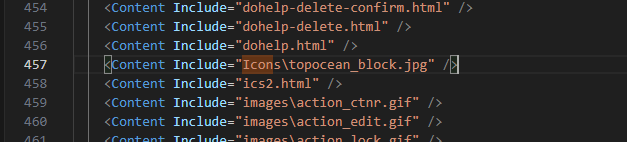 454 <Content Include="dohelp-delete-confirm.html" />
455 <Content Include="dohelp-delete.html" />
456 <Content Include="dohelp.html" />
457 <Content Include="Icons\topocean_block.jpg" />
458 <Content Include="ics2.html" />
459 <Content Include="images\action_ctnr.gif" />
460 <Content Include="images\action_edit.gif" />
461 <Content Include="images\action_lock.gif" />